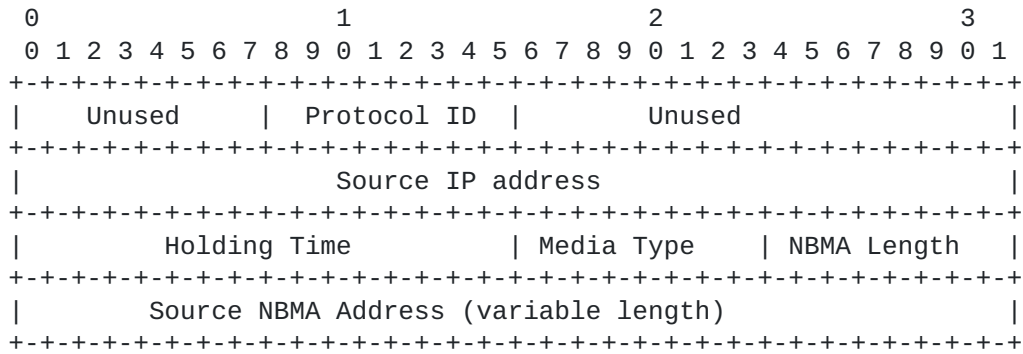 0                   1                   2                   3
 0 1 2 3 4 5 6 7 8 9 0 1 2 3 4 5 6 7 8 9 0 1 2 3 4 5 6 7 8 9 0 1
+-+-+-+-+-+-+-+-+-+-+-+-+-+-+-+-+-+-+-+-+-+-+-+-+-+-+-+-+-+-+-+-+
|    Unused     |  Protocol ID  |        Unused                 |
+-+-+-+-+-+-+-+-+-+-+-+-+-+-+-+-+-+-+-+-+-+-+-+-+-+-+-+-+-+-+-+-+
|                    Source IP address                          |
+-+-+-+-+-+-+-+-+-+-+-+-+-+-+-+-+-+-+-+-+-+-+-+-+-+-+-+-+-+-+-+-+
|         Holding Time          | Media Type    | NBMA Length   |
+-+-+-+-+-+-+-+-+-+-+-+-+-+-+-+-+-+-+-+-+-+-+-+-+-+-+-+-+-+-+-+-+
|        Source NBMA Address (variable length)                  |
+-+-+-+-+-+-+-+-+-+-+-+-+-+-+-+-+-+-+-+-+-+-+-+-+-+-+-+-+-+-+-+-+